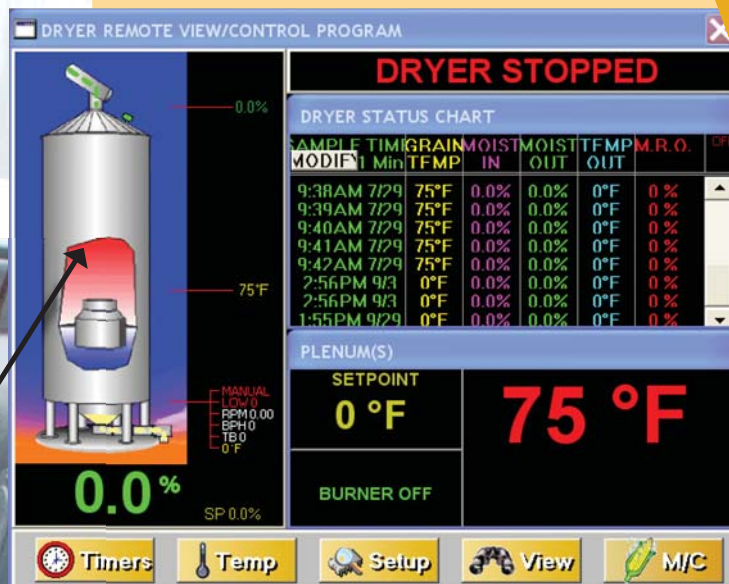 DRYER REMOTE VIEW/CONTROL PROGRAM
0.0%
75°F
MANUAL
LOW 0
RPM 0.00
BPH 0
TB 0
0°F
0.0 %
SP 0.0%
DRYER STOPPED
DRYER STATUS CHART
SAMPLE TIME GRAIN MOIST MOIST TEMP M.R.O.
MODIFY 1 Min TEMP IN OUT OUT
9:38AM 7/29 75°F 0.0% 0.0% 0°F 0 %
9:39AM 7/29 75°F 0.0% 0.0% 0°F 0 %
9:40AM 7/29 75°F 0.0% 0.0% 0°F 0 %
9:41AM 7/29 75°F 0.0% 0.0% 0°F 0 %
9:42AM 7/29 75°F 0.0% 0.0% 0°F 0 %
2:56PM 9/3 0°F 0.0% 0.0% 0°F 0 %
2:56PM 9/3 0°F 0.0% 0.0% 0°F 0 %
1:55PM 9/29 0°F 0.0% 0.0% 0°F 0 %
PLENUM(S)
SETPOINT
0 °F
75 °F
BURNER OFF
Timers Temp Setup View M/C